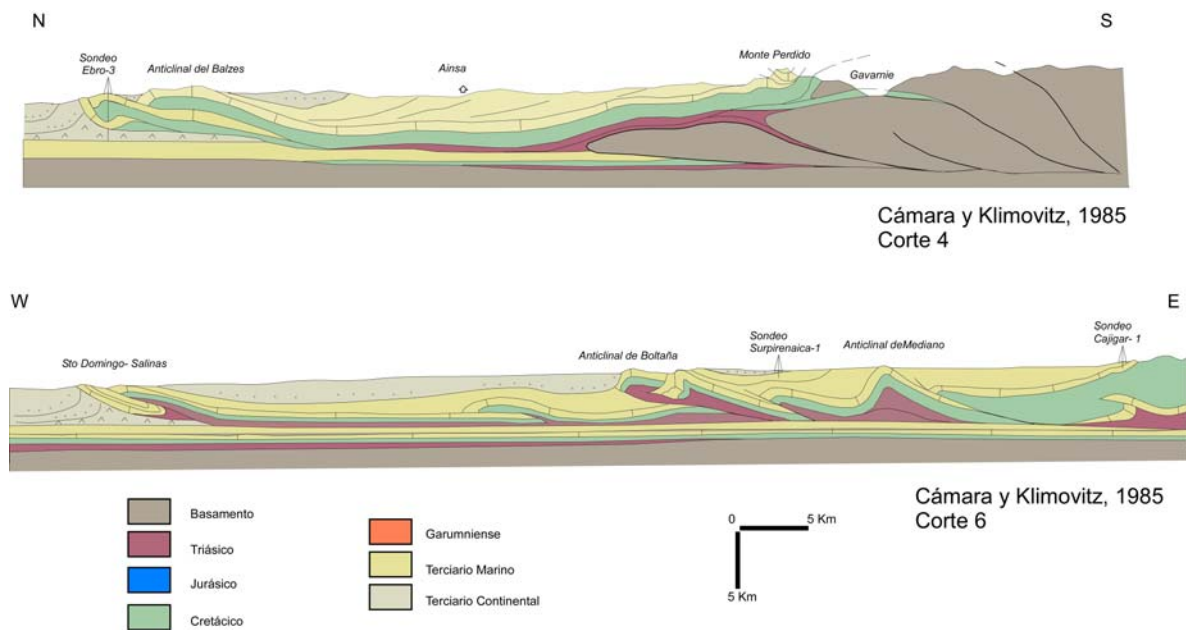 N
S
Sondeo
Ebro-3
Anticlinal del Balzes
Ainsa
Monte Perdido
Gavarnie
Cámara y Klimovitz, 1985
Corte 4
W
E
Sto Domingo- Salinas
Anticlinal de Boltaña
Sondeo
Surpirenaica-1
Anticlinal deMediano
Sondeo
Cajigar- 1
Cámara y Klimovitz, 1985
Corte 6
Basamento
Triásico
Jurásico
Cretácico
Garumniense
Terciario Marino
Terciario Continental
0 5 Km
5 Km